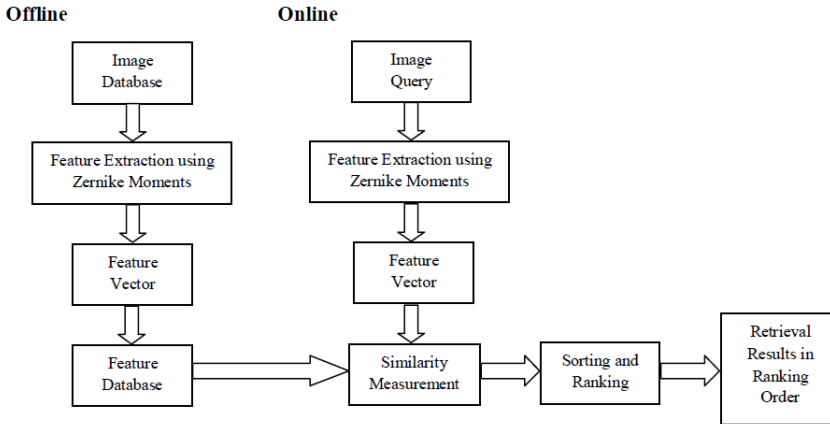 Offline
Online
Image
Database
Image
Query
Feature Extraction using
Zernike Moments
Feature Extraction using
Zernike Moments
Feature
Vector
Feature
Vector
Feature
Database
Similarity
Measurement
Sorting and
Ranking
Retrieval
Results in
Ranking
Order